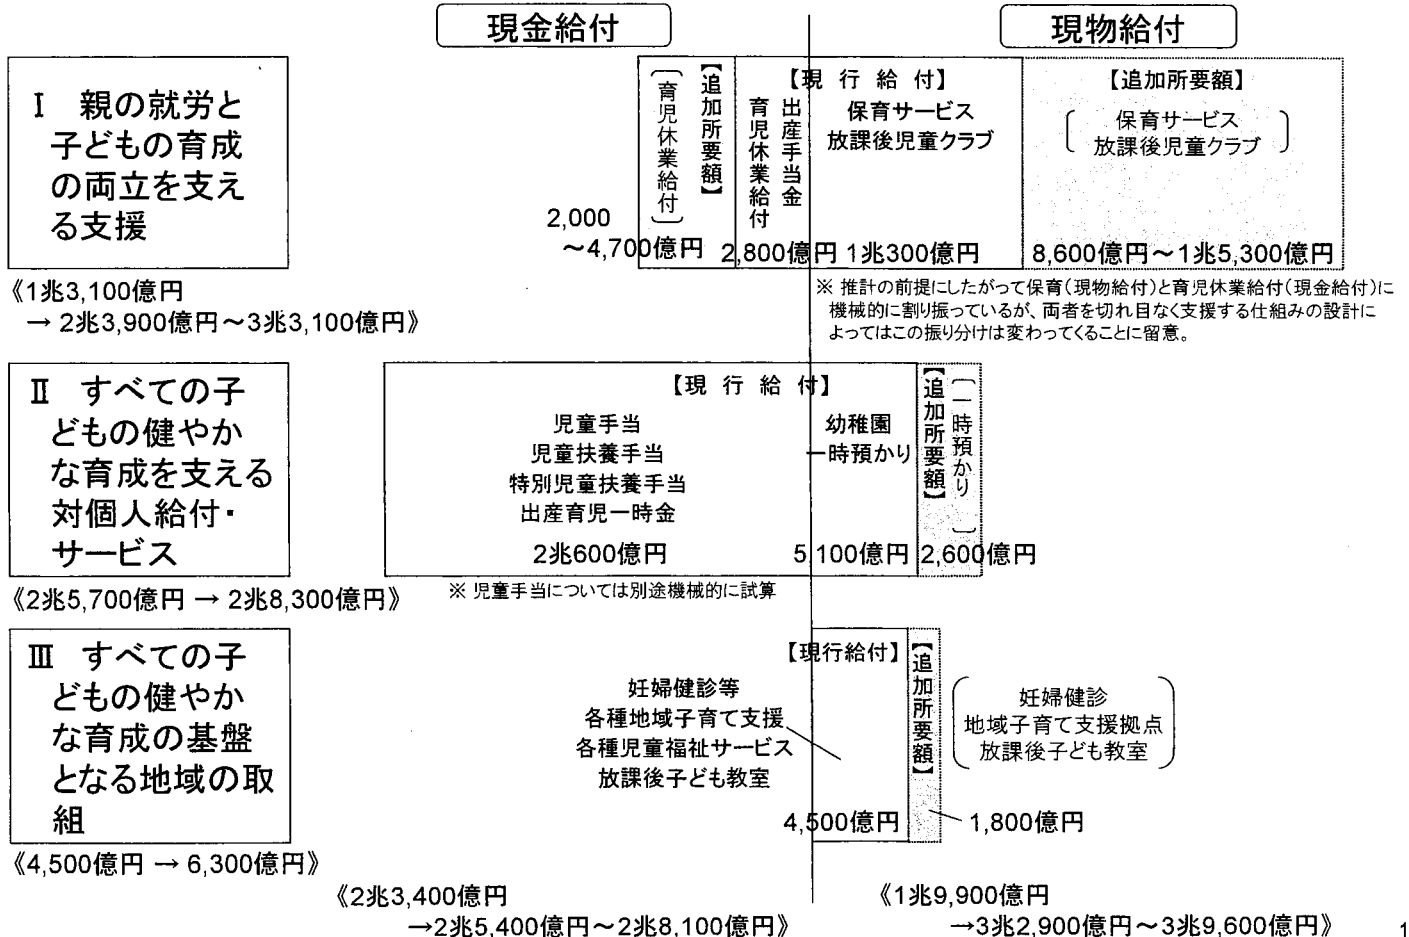 現金給付
現物給付
Ⅰ 親の就労と
子どもの育成
の両立を支え
る支援
《1兆3,100億円
→ 2兆3,900億円～3兆3,100億円》
【追加所要額】
〔育児休業給付〕
2,000
～4,700億円
【現 行 給 付】
出産手当金
育児休業給付
2,800億円
保育サービス
放課後児童クラブ
1兆300億円
【追加所要額】
保育サービス
放課後児童クラブ
8,600億円～1兆5,300億円
※ 推計の前提にしたがって保育(現物給付)と育児休業給付(現金給付)に
機械的に割り振っているが、両者を切れ目なく支援する仕組みの設計に
よってはこの振り分けは変わってくることに留意。
Ⅱ すべての子
どもの健やか
な育成を支える
対個人給付・
サービス
《2兆5,700億円 → 2兆8,300億円》
【現 行 給 付】
児童手当
児童扶養手当
特別児童扶養手当
出産育児一時金
2兆600億円
幼稚園
一時預かり
5,100億円
【追加所要額】
〔一時預かり〕
2,600億円
※ 児童手当については別途機械的に試算
Ⅲ すべての子
どもの健やか
な育成の基盤
となる地域の取
組
《4,500億円 → 6,300億円》
【現行給付】
妊婦健診等
各種地域子育て支援
各種児童福祉サービス
放課後子ども教室
4,500億円
【追加所要額】
妊婦健診
地域子育て支援拠点
放課後子ども教室
1,800億円
《2兆3,400億円
→2兆5,400億円～2兆8,100億円》
《1兆9,900億円
→3兆2,900億円～3兆9,600億円》